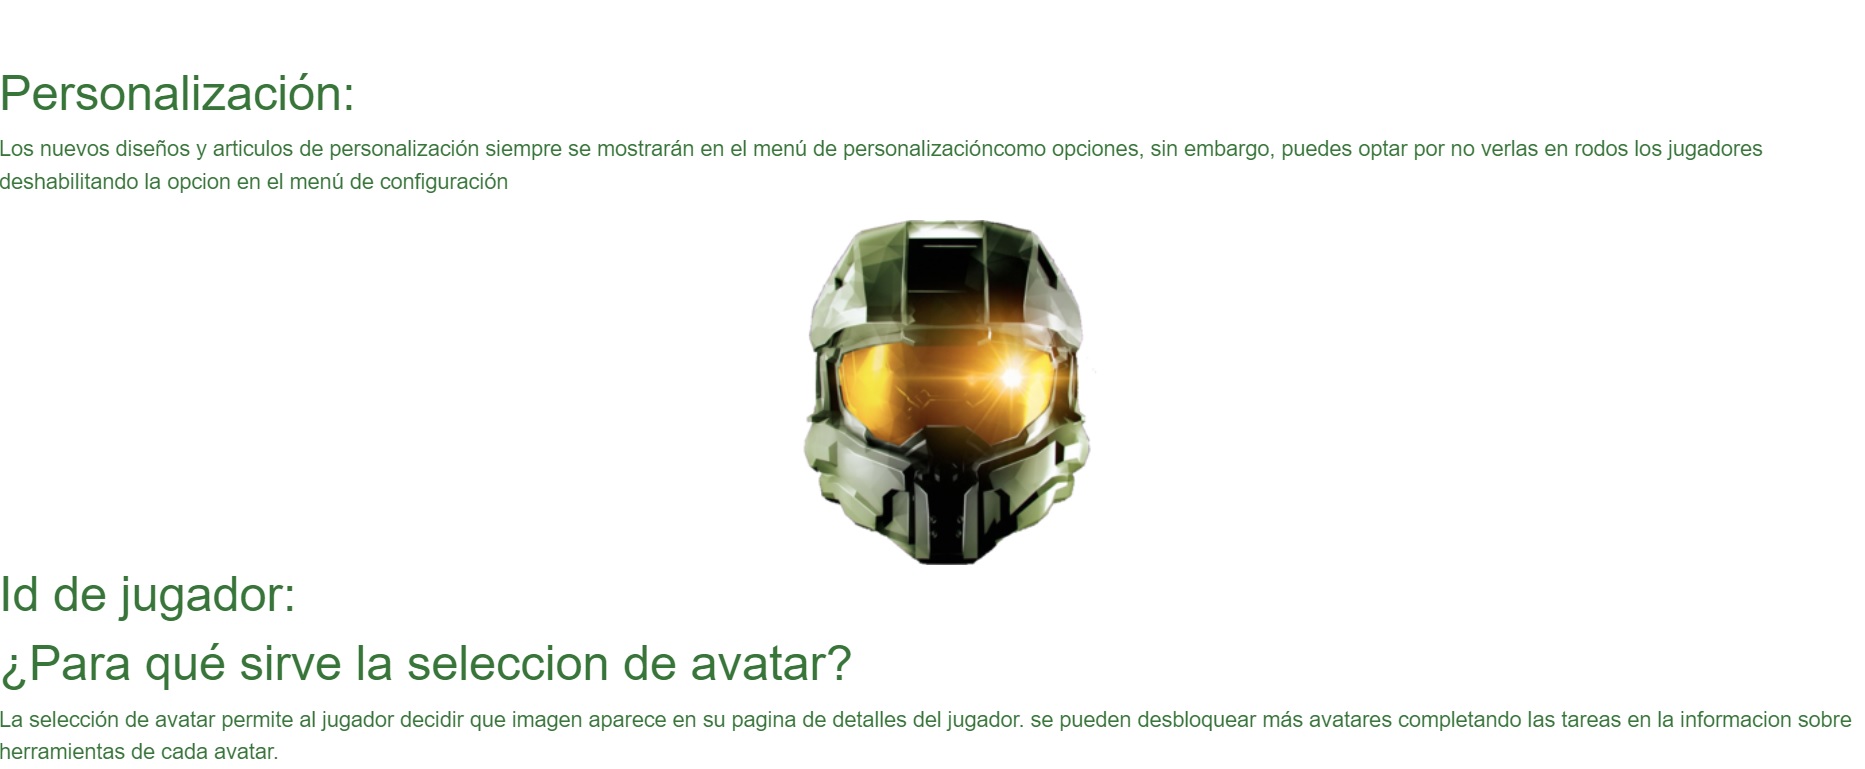 Personalización:
Los nuevos diseños y articulos de personalización siempre se mostrarán en el menú de personalizacióncomo opciones, sin embargo, puedes optar por no verlas en rodos los jugadores
deshabilitando la opcion en el menú de configuración
Id de jugador:
¿Para qué sirve la seleccion de avatar?
La selección de avatar permite al jugador decidir que imagen aparece en su pagina de detalles del jugador. se pueden desbloquear más avatares completando las tareas en la informacion sobre
herramientas de cada avatar.